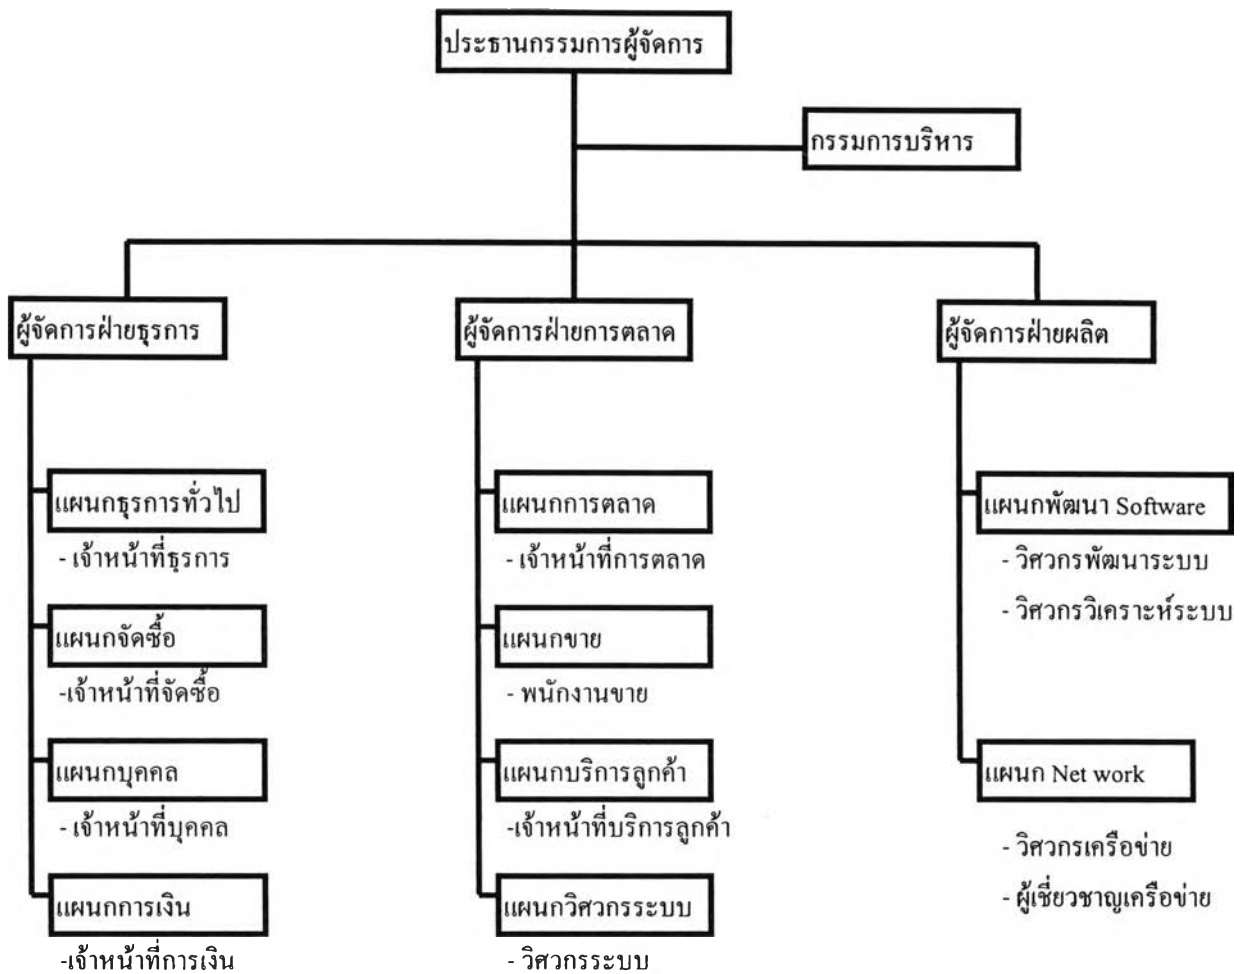 ประธานกรรมการผู้จัดการ
กรรมการบริหาร
ผู้จัดการฝ่ายธุรการ
ผู้จัดการฝ่ายการตลาด
ผู้จัดการฝ่ายผลิต
แผนกธุรการทั่วไป
- เจ้าหน้าที่ธุรการ
แผนกจัดซื้อ
-เจ้าหน้าที่จัดซื้อ
แผนกบุคคล
- เจ้าหน้าที่บุคคล
แผนกการเงิน
-เจ้าหน้าที่การเงิน
แผนกการตลาด
- เจ้าหน้าที่การตลาด
แผนกขาย
- พนักงานขาย
แผนกบริการลูกค้า
-เจ้าหน้าที่บริการลูกค้า
แผนกวิศวกรระบบ
- วิศวกรระบบ
แผนกพัฒนา Software
- วิศวกรพัฒนาระบบ
- วิศวกรวิเคราะห์ระบบ
แผนก Net work
- วิศวกรเครือข่าย
- ผู้เชี่ยวชาญเครือข่าย